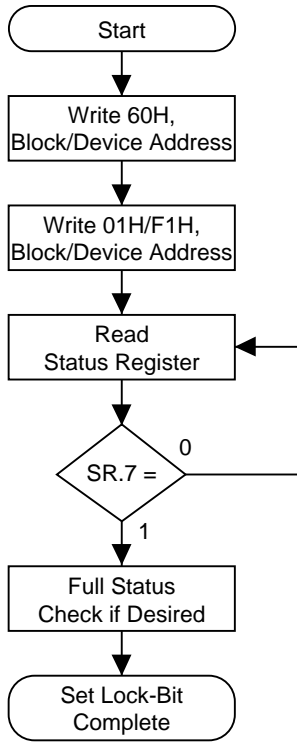 Start
Write 60H,
Block/Device Address
Write 01H/F1H,
Block/Device Address
Read
Status Register
SR.7 =
0
1
Full Status
Check if Desired
Set Lock-Bit
Complete